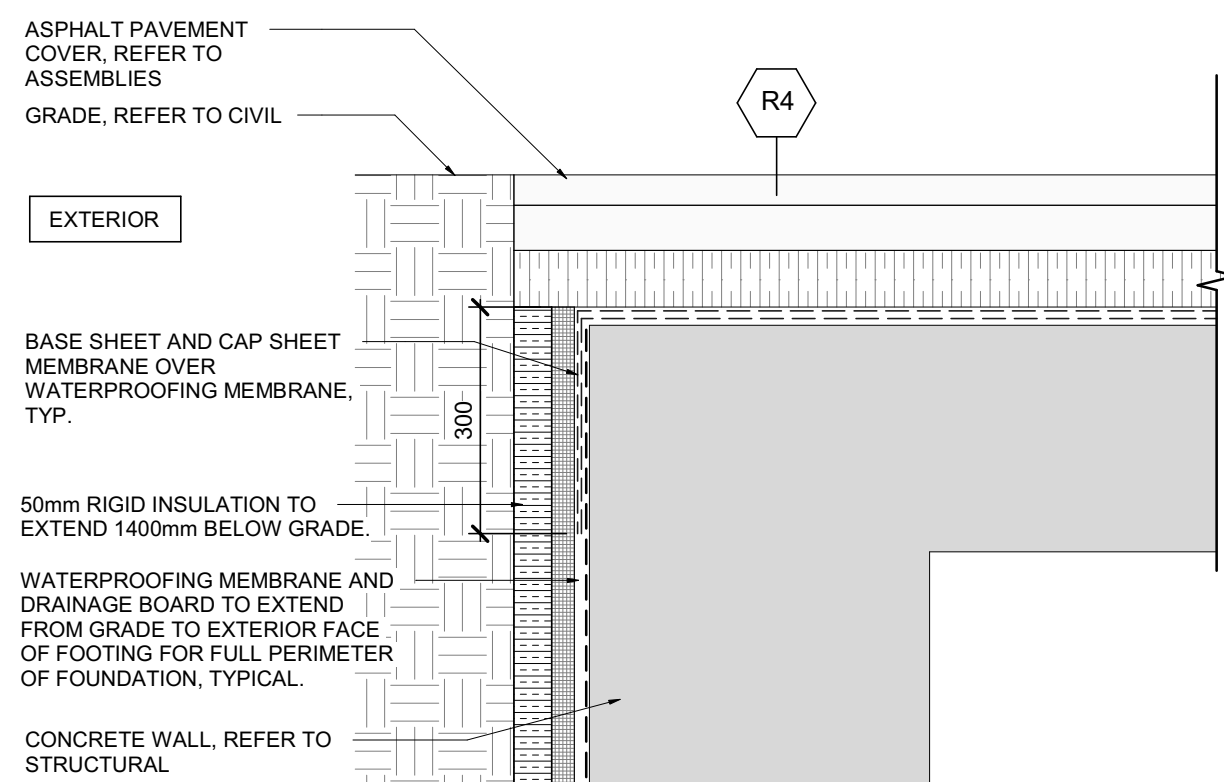 ASPHALT PAVEMENT
COVER, REFER TO
ASSEMBLIES
GRADE, REFER TO CIVIL
R4
EXTERIOR
BASE SHEET AND CAP SHEET
MEMBRANE OVER
WATERPROOFING MEMBRANE,
TYP.
300
50mm RIGID INSULATION TO
EXTEND 1400mm BELOW GRADE.
WATERPROOFING MEMBRANE AND
DRAINAGE BOARD TO EXTEND
FROM GRADE TO EXTERIOR FACE
OF FOOTING FOR FULL PERIMETER
OF FOUNDATION, TYPICAL.
CONCRETE WALL, REFER TO
STRUCTURAL